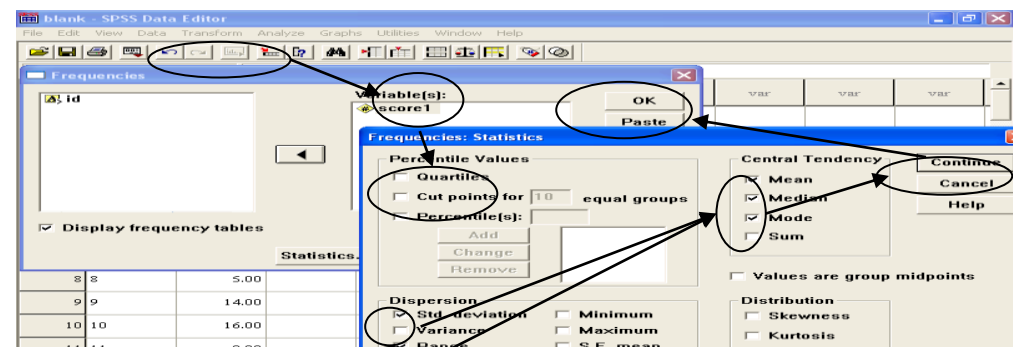 blank - SPSS Data Editor
File Edit View Data Transform Analyze Graphs Utilities Window Help
Frequencies
id
Variable(s):
score1
OK
Paste
var var var
Display frequency tables
Statistics.
Frequencies: Statistics
Percentile Values
Quartiles
Cut points for 10 equal groups
Percentile(s):
Add
Change
Remove
Central Tendency
Mean
Median
Mode
Sum
Continue
Cancel
Help
Values are group midpoints
Dispersion
Std. deviation Minimum
Variance Maximum
Range S.E. mean
Distribution
Skewness
Kurtosis
8 8 5.00
9 9 14.00
10 10 16.00